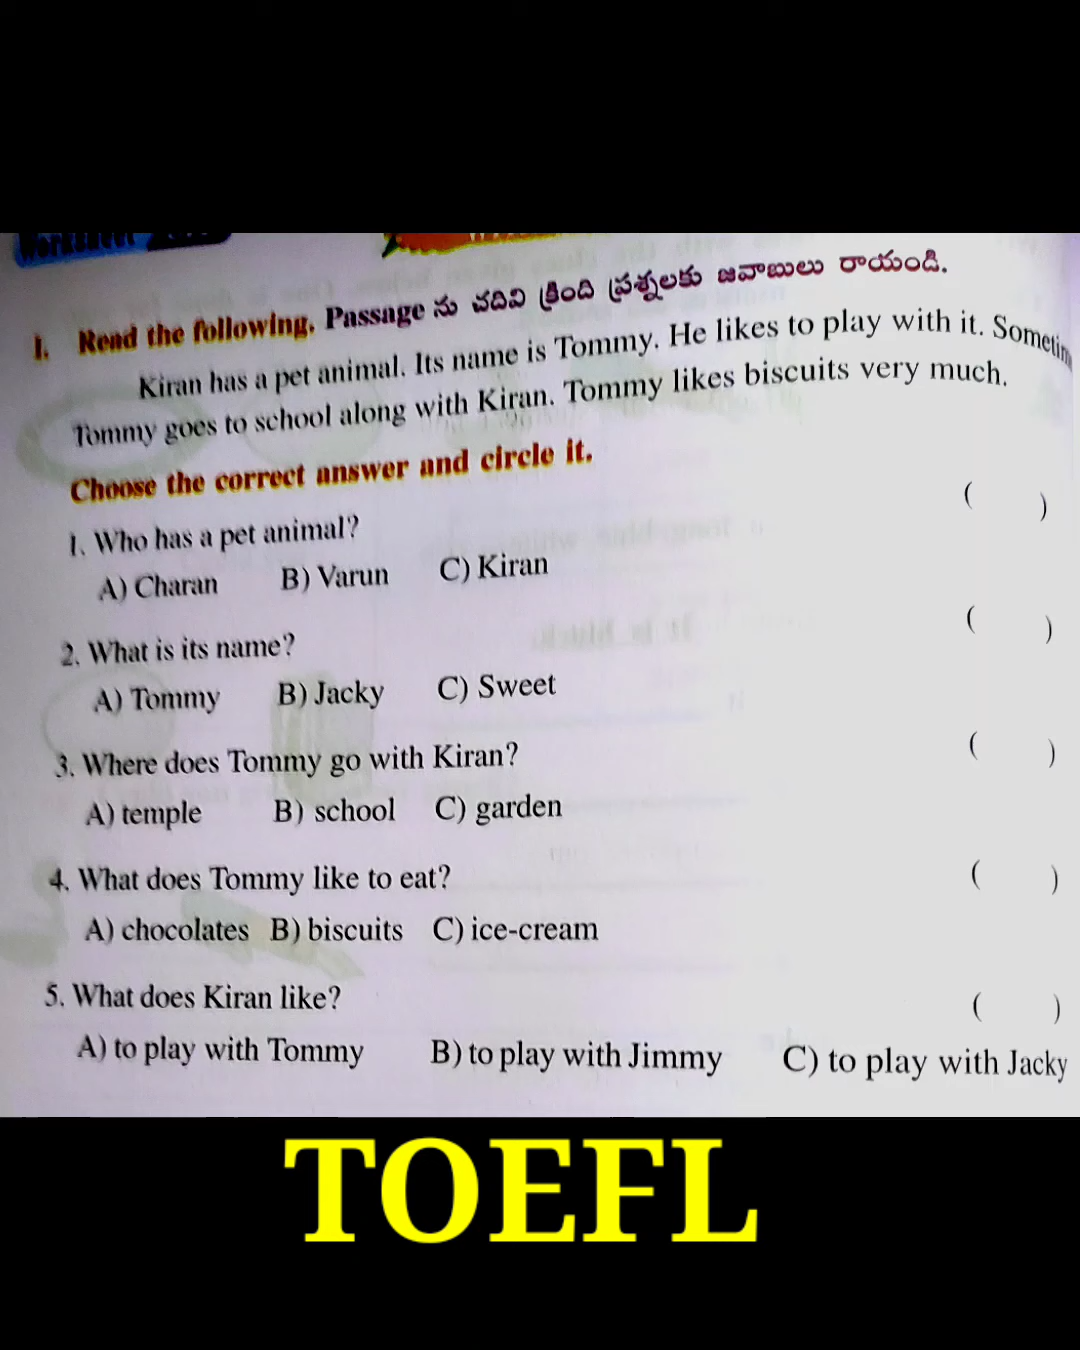 Worksheet
I. Read the following. Passage ను చదివి క్రింది ప్రశ్నలకు జవాబులు రాయండి.
Kiran has a pet animal. Its name is Tommy. He likes to play with it. Sometim
Tommy goes to school along with Kiran. Tommy likes biscuits very much.
Choose the correct answer and circle it.
1. Who has a pet animal? ( )
A) Charan B) Varun C) Kiran
2. What is its name? ( )
A) Tommy B) Jacky C) Sweet
3. Where does Tommy go with Kiran? ( )
A) temple B) school C) garden
4. What does Tommy like to eat? ( )
A) chocolates B) biscuits C) ice-cream
5. What does Kiran like? ( )
A) to play with Tommy B) to play with Jimmy C) to play with Jacky
TOEFL